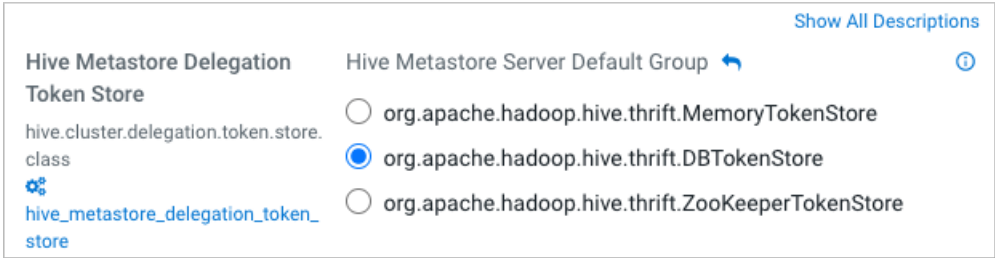 Show All Descriptions
Hive Metastore Delegation
Token Store
hive.cluster.delegation.token.store.
class
hive_metastore_delegation_token_
store
Hive Metastore Server Default Group
org.apache.hadoop.hive.thrift.MemoryTokenStore
org.apache.hadoop.hive.thrift.DBTokenStore
org.apache.hadoop.hive.thrift.ZooKeeperTokenStore